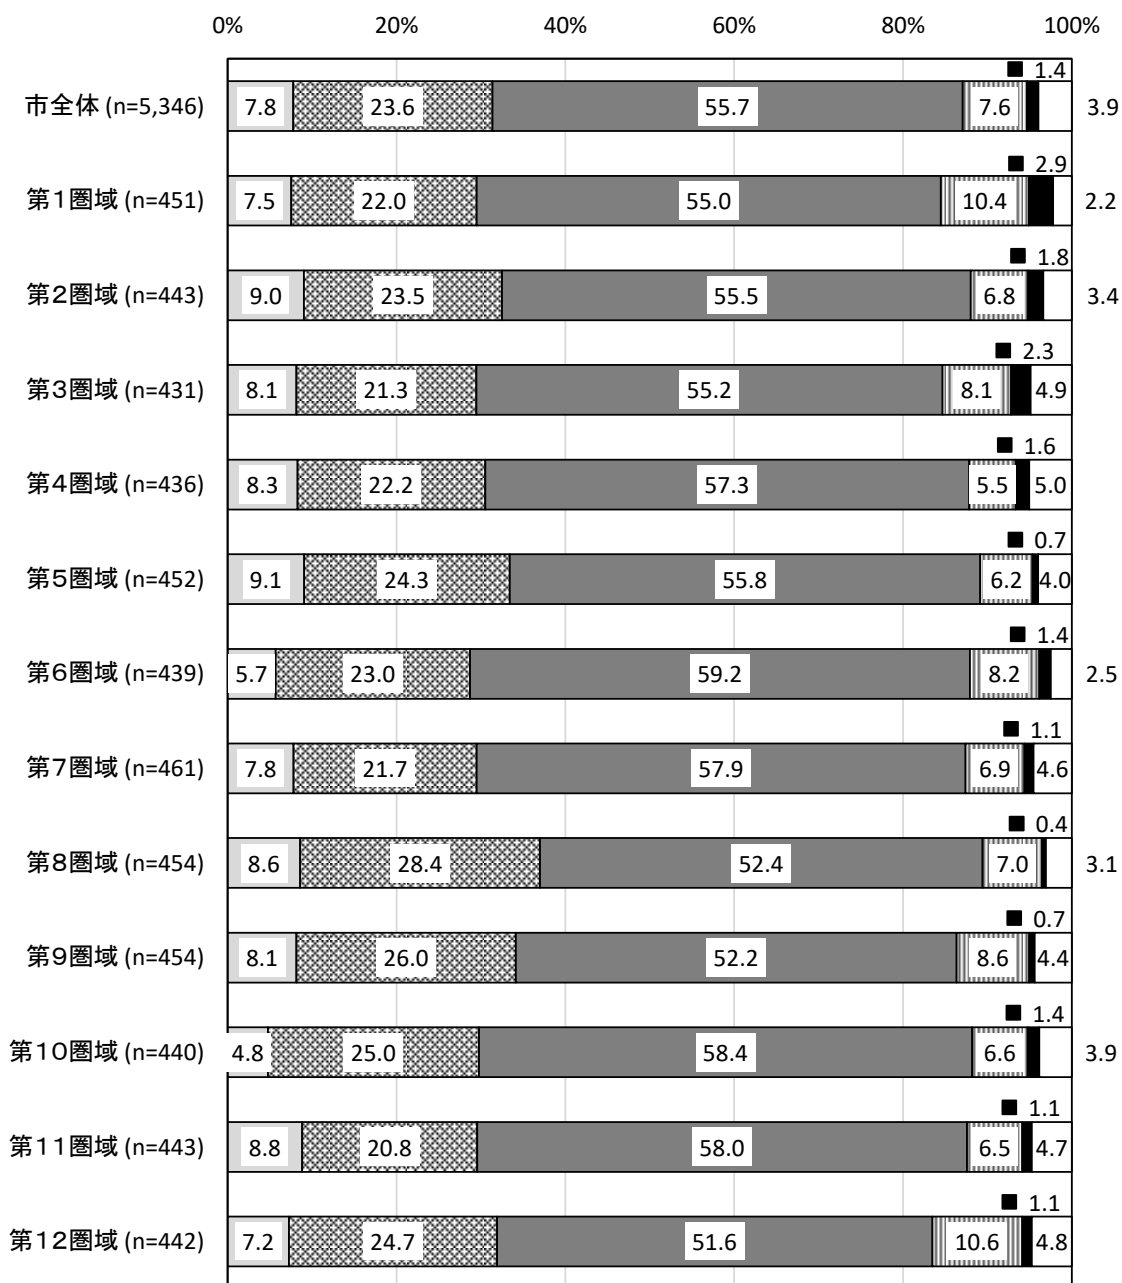 0% 20% 40% 60% 80% 100%
■ 1.4
市全体 (n=5,346) 7.8 23.6 55.7 7.6 3.9
■ 2.9
第1圏域 (n=451) 7.5 22.0 55.0 10.4 2.2
■ 1.8
第2圏域 (n=443) 9.0 23.5 55.5 6.8 3.4
■ 2.3
第3圏域 (n=431) 8.1 21.3 55.2 8.1 4.9
■ 1.6
第4圏域 (n=436) 8.3 22.2 57.3 5.5 5.0
■ 0.7
第5圏域 (n=452) 9.1 24.3 55.8 6.2 4.0
■ 1.4
第6圏域 (n=439) 5.7 23.0 59.2 8.2 2.5
■ 1.1
第7圏域 (n=461) 7.8 21.7 57.9 6.9 4.6
■ 0.4
第8圏域 (n=454) 8.6 28.4 52.4 7.0 3.1
■ 0.7
第9圏域 (n=454) 8.1 26.0 52.2 8.6 4.4
■ 1.4
第10圏域 (n=440) 4.8 25.0 58.4 6.6 3.9
■ 1.1
第11圏域 (n=443) 8.8 20.8 58.0 6.5 4.7
■ 1.1
第12圏域 (n=442) 7.2 24.7 51.6 10.6 4.8